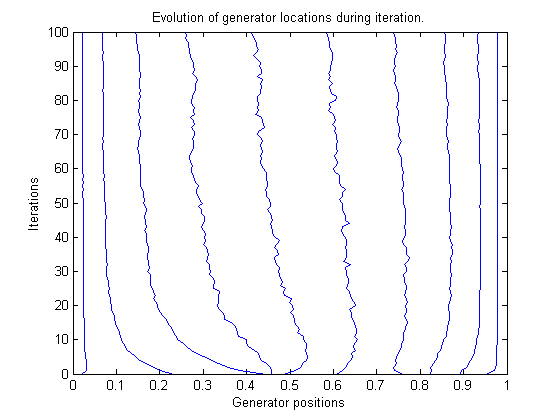 Evolution of generator locations during iteration.
100
90
80
70
60
50
40
30
20
10
0
Iterations
0 0.1 0.2 0.3 0.4 0.5 0.6 0.7 0.8 0.9 1
Generator positions